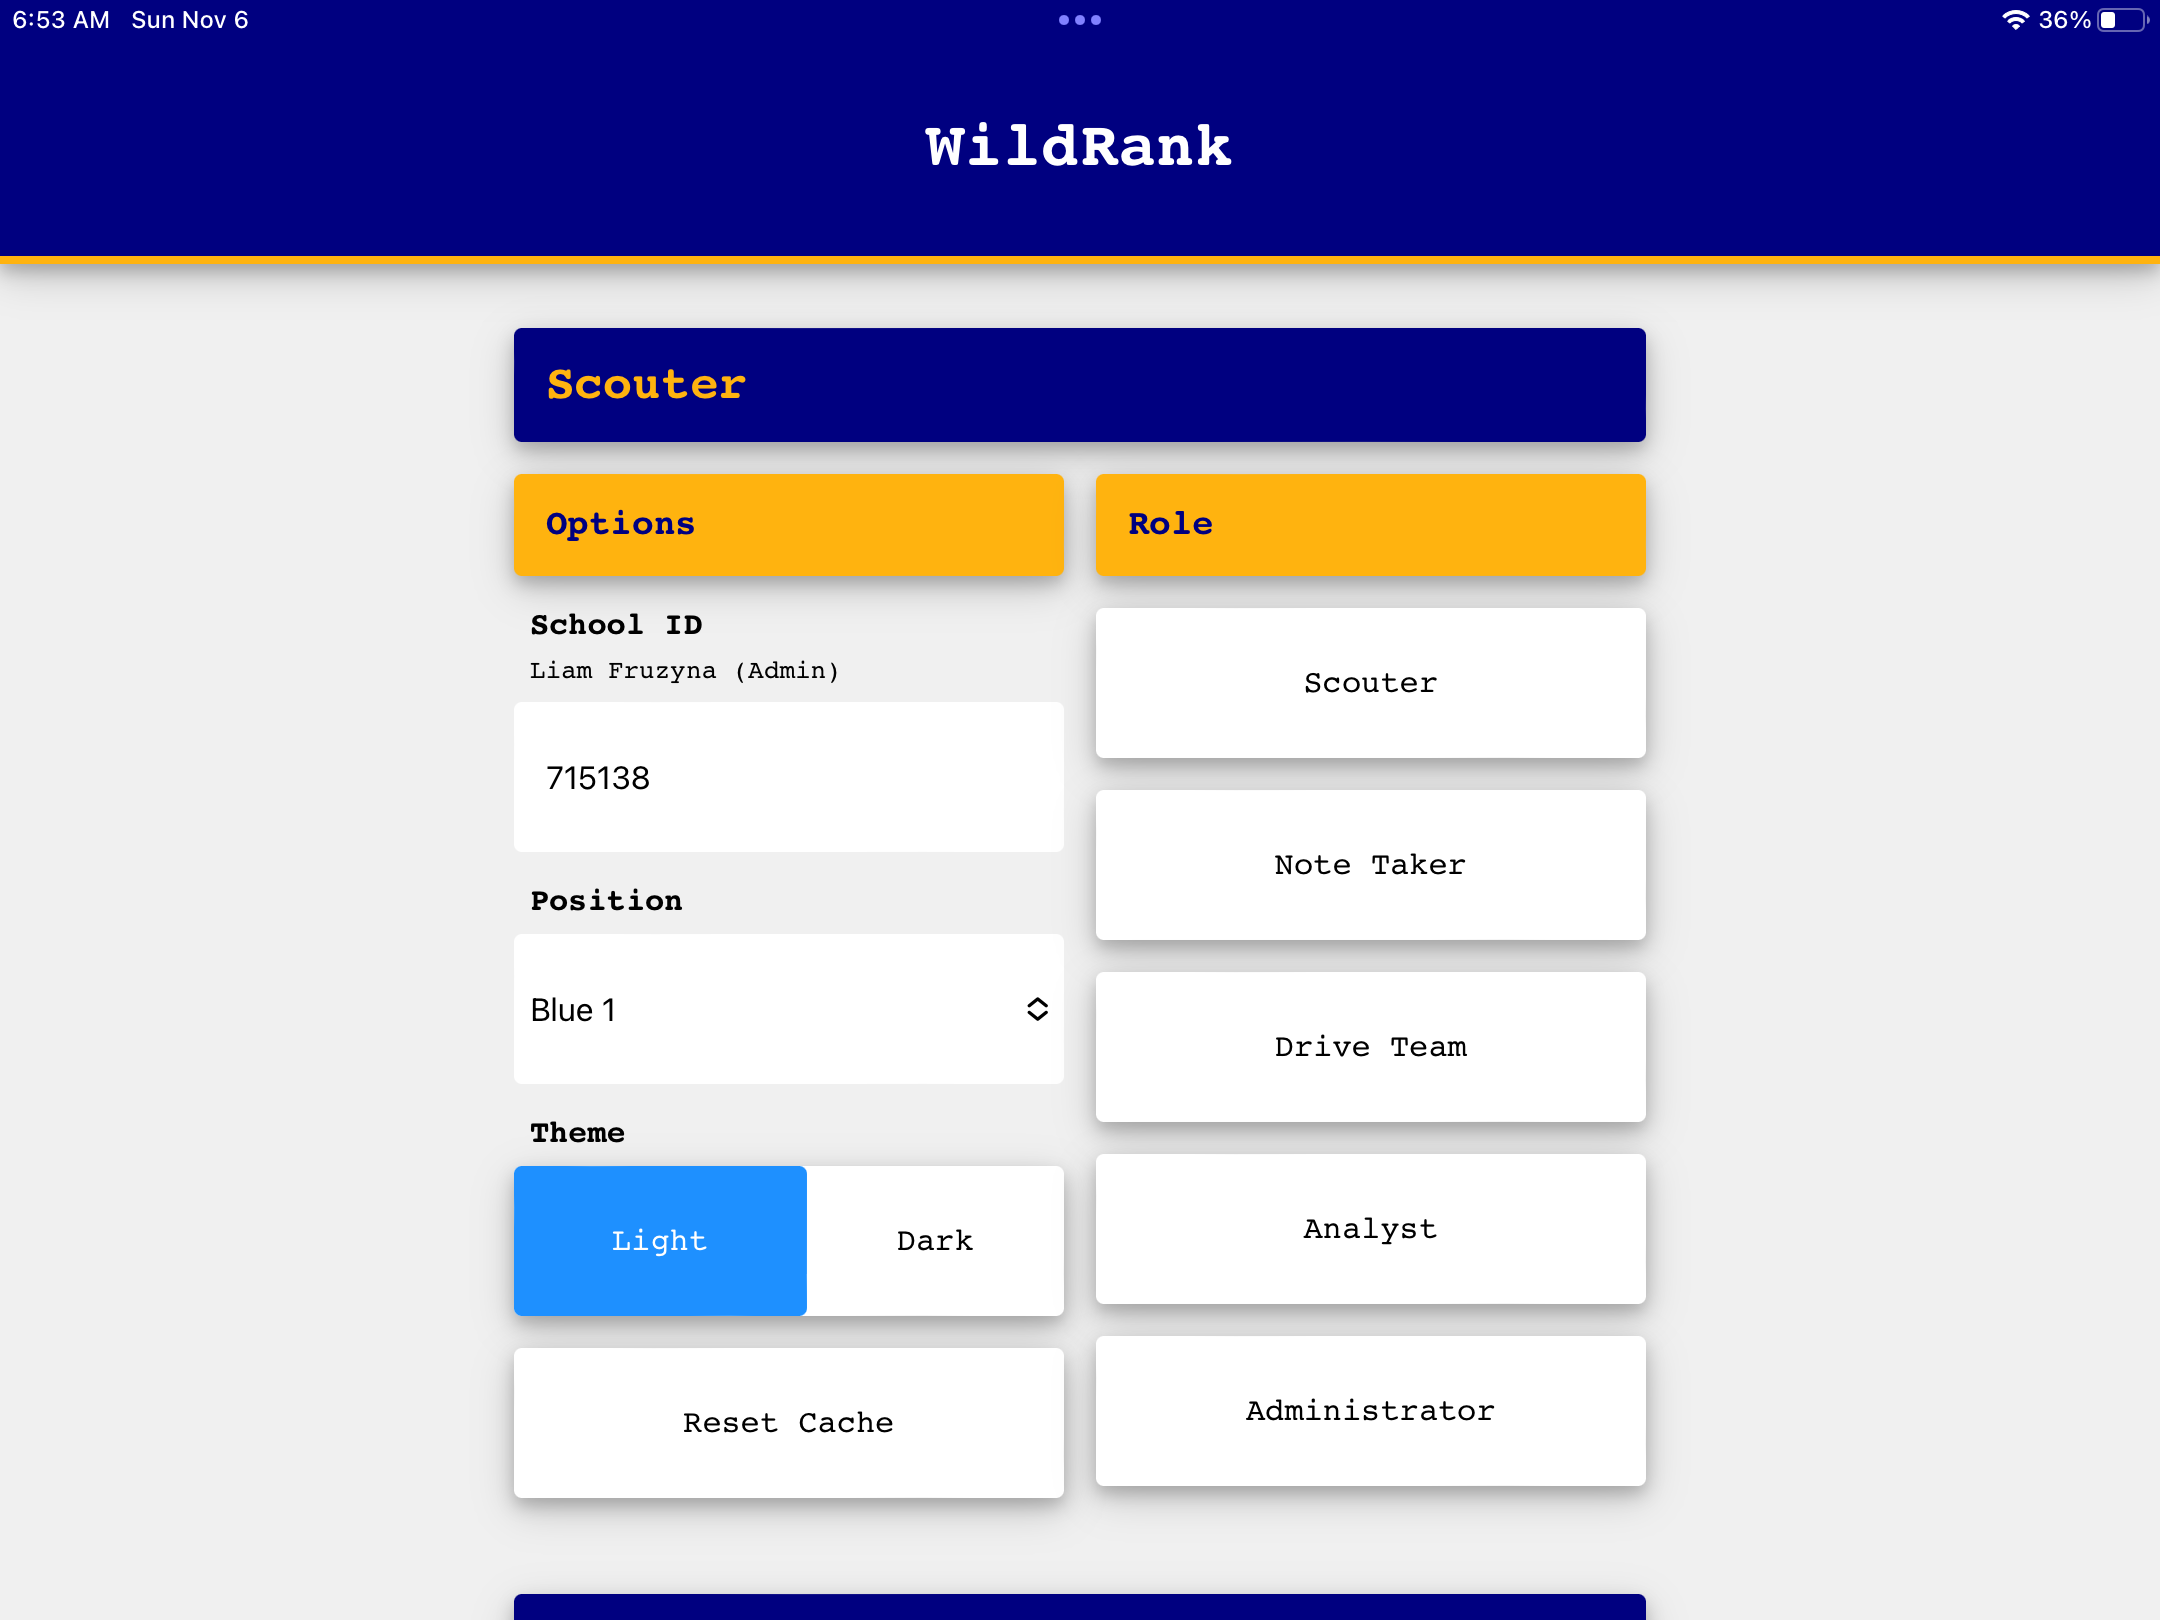 6:53 AM Sun Nov 6
36%
WildRank
Scouter
Options
School ID
Liam Fruzyna (Admin)
715138
Position
Blue 1
Theme
Light Dark
Reset Cache
Role
Scouter
Note Taker
Drive Team
Analyst
Administrator